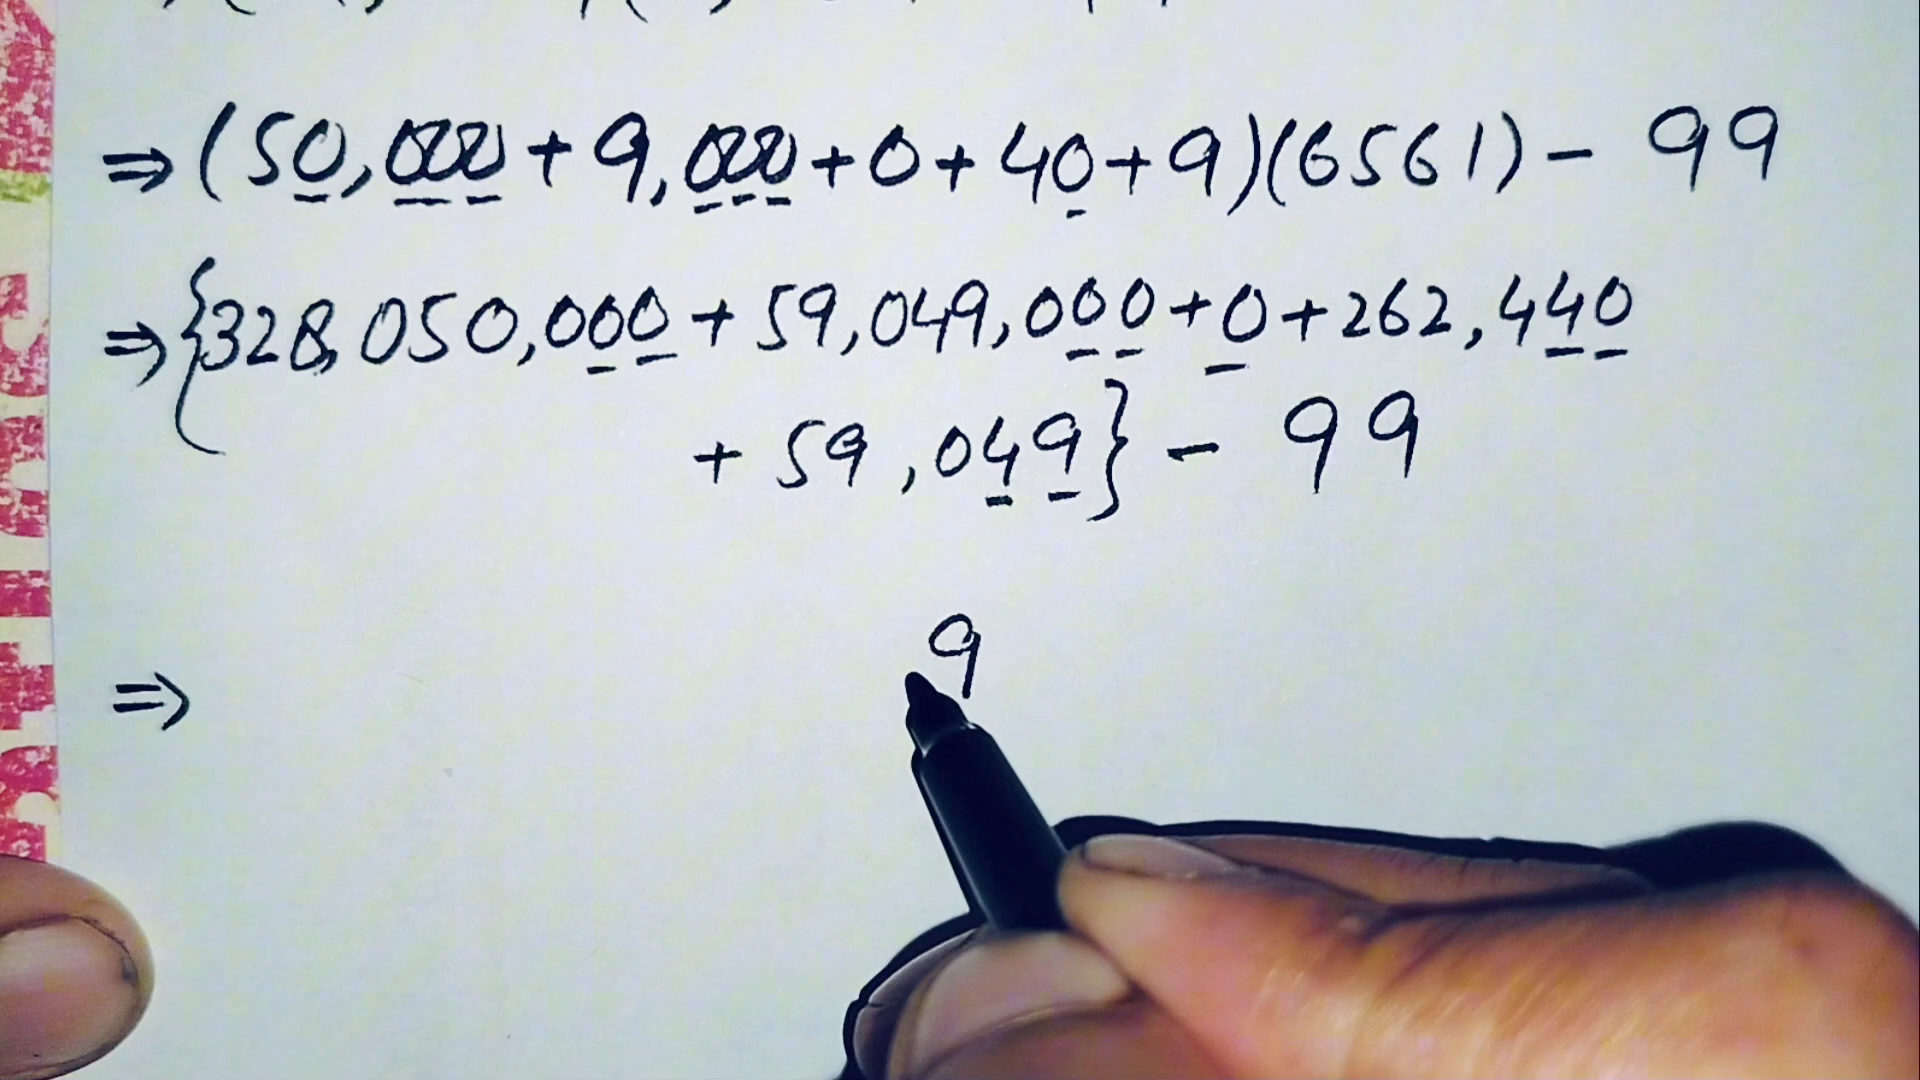 ⇒ (50,000 + 9,000 + 0 + 40 + 9)(6561) - 99
⇒ {328,050,000 + 59,049,000 + 0 + 262,440
+ 59,049} - 99
⇒ 9